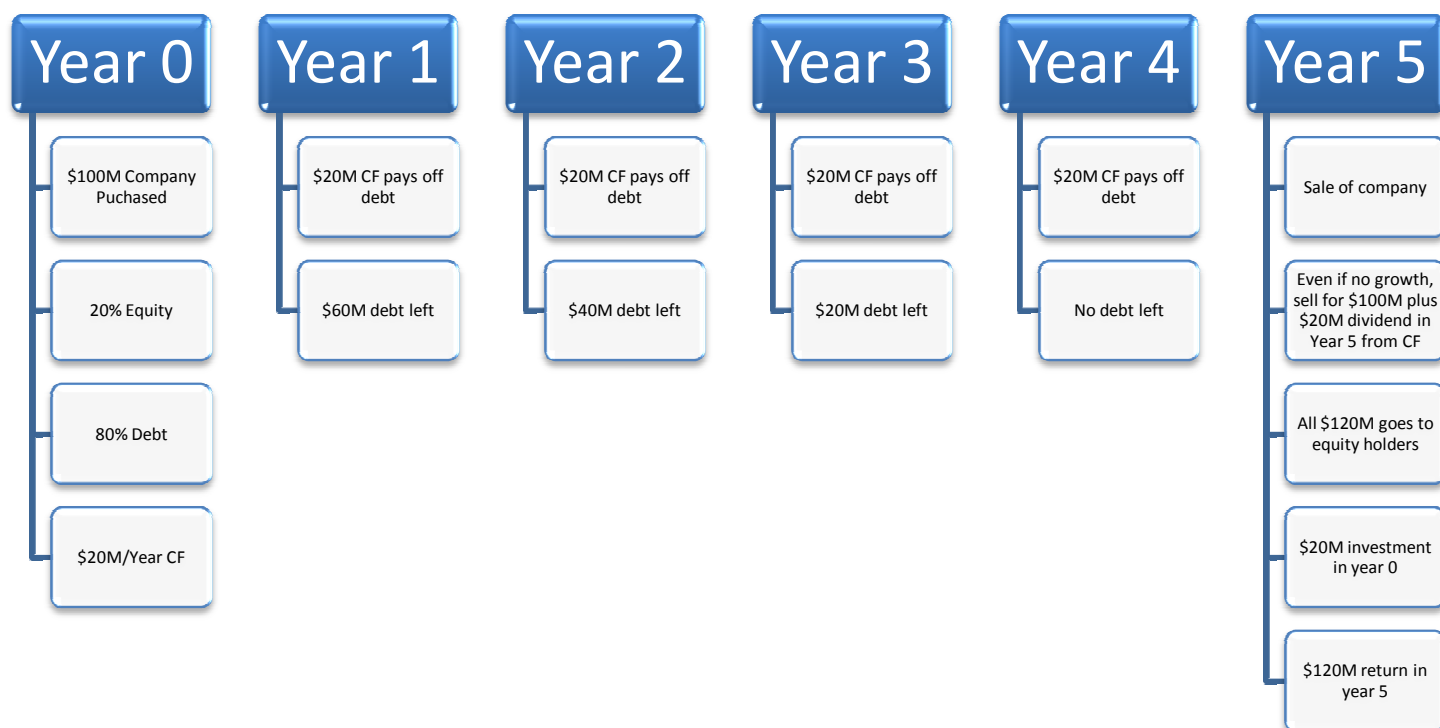 Year 0
$100M Company
Puchased
20% Equity
80% Debt
$20M/Year CF
Year 1
$20M CF pays off
debt
$60M debt left
Year 2
$20M CF pays off
debt
$40M debt left
Year 3
$20M CF pays off
debt
$20M debt left
Year 4
$20M CF pays off
debt
No debt left
Year 5
Sale of company
Even if no growth,
sell for $100M plus
$20M dividend in
Year 5 from CF
All $120M goes to
equity holders
$20M investment
in year 0
$120M return in
year 5